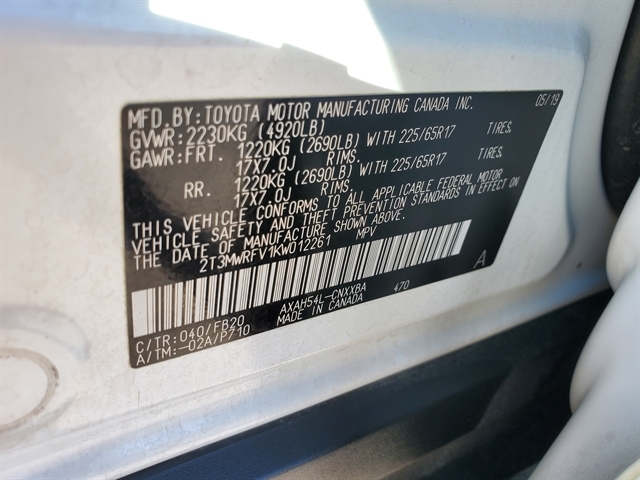 MFD.BY:TOYOTA MOTOR MANUFACTURING CANADA INC. 05/19
GVWR:2230KG (4920LB)
GAWR:FRT. 1220KG (2690LB) WITH 225/65R17 TIRES.
17X7.0J RIMS.
RR. 1220KG (2690LB) WITH 225/65R17 TIRES.
17X7.0J RIMS.
THIS VEHICLE CONFORMS TO ALL APPLICABLE FEDERAL MOTOR
VEHICLE SAFETY AND THEFT PREVENTION STANDARDS IN EFFECT ON
THE DATE OF MANUFACTURE SHOWN ABOVE.
2T3MWRFV1KW012261 MPV
A
C/TR:040/FB20 AXAH54L-CNXXBA 470
A/TM:-02A/P710 MADE IN CANADA